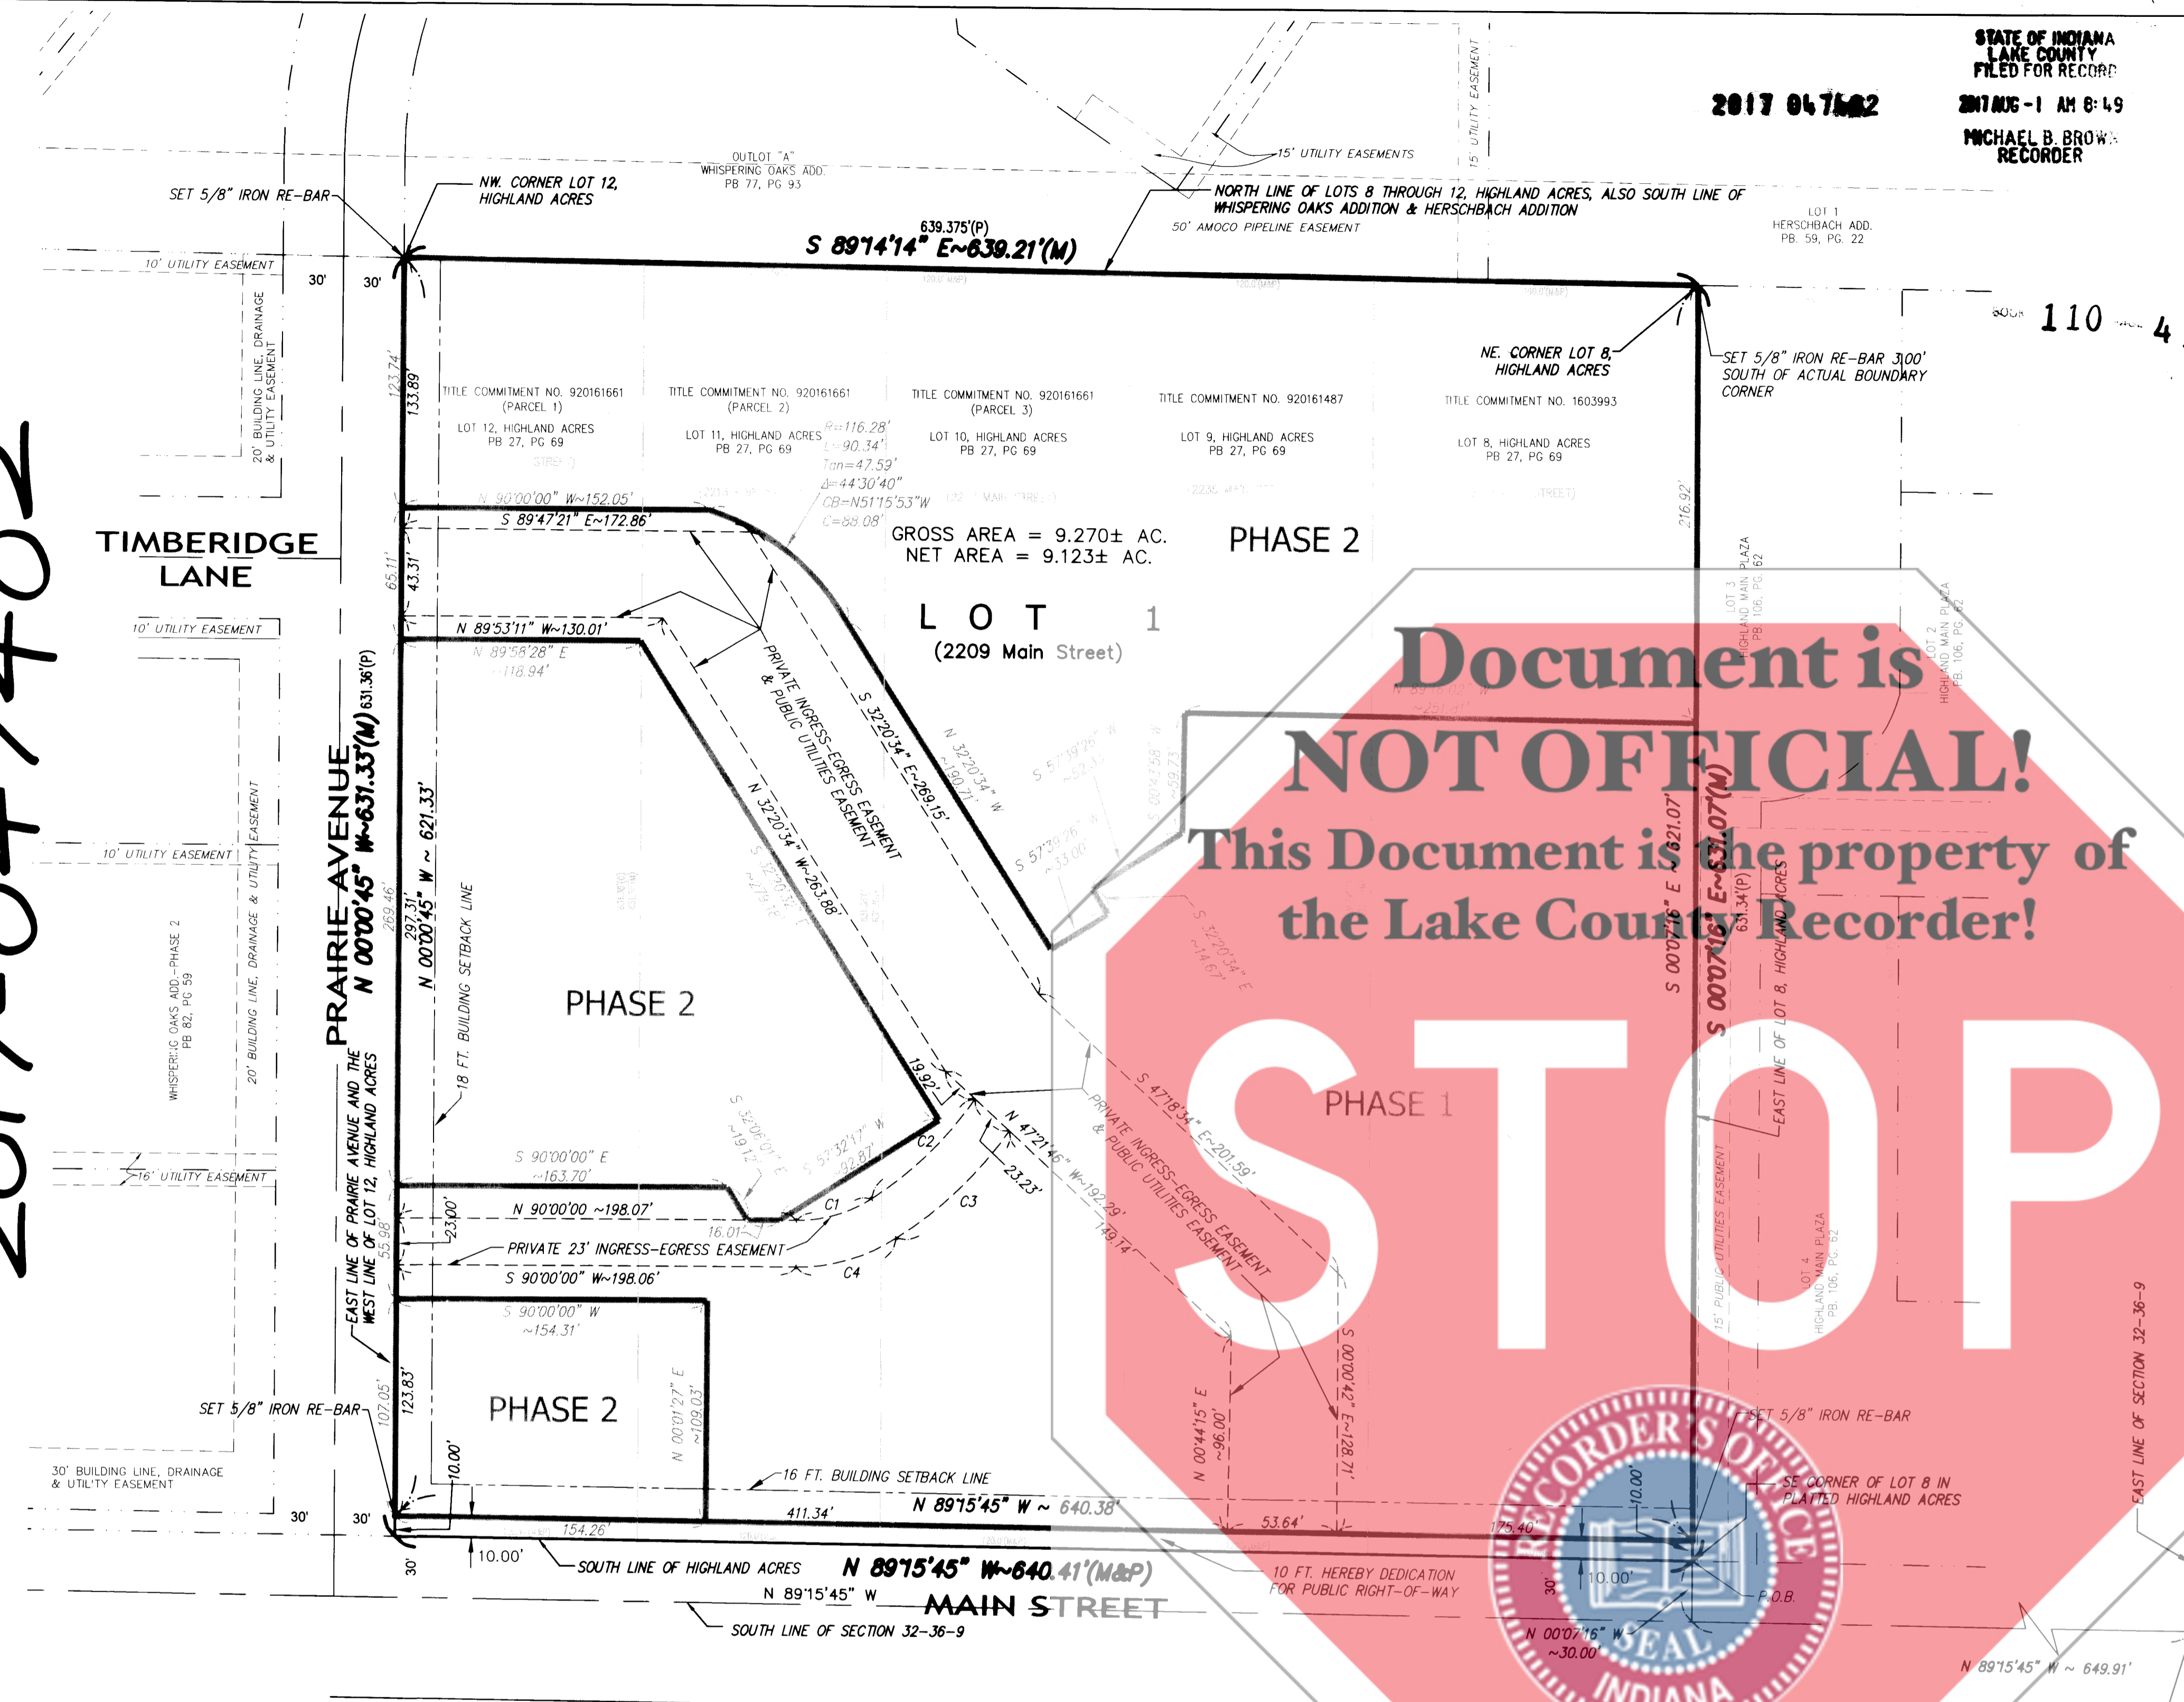 STATE OF INDIANA
LAKE COUNTY
FILED FOR RECORD
2017 AUG -1 AM 8:49
MICHAEL B. BROWN
RECORDER
2017
110
4
15' UTILITY EASEMENT
15' UTILITY EASEMENT
15' UTILITY EASEMENTS
OUTLOT "A"
WHISPERING OAKS ADD.
PB 77, PG 93
SET 5/8" IRON RE-BAR
NW. CORNER LOT 12,
HIGHLAND ACRES
NORTH LINE OF LOTS 8 THROUGH 12, HIGHLAND ACRES, ALSO SOUTH LINE OF
WHISPERING OAKS ADDITION & HERSCHBACH ADDITION
50' AMOCO PIPELINE EASEMENT
LOT 1
HERSCHBACH ADD.
PB. 59, PG. 22
639.375'(P)
S 89°14'14" E~639.21'(M)
10' UTILITY EASEMENT
30'
30'
20' BUILDING LINE, DRAINAGE
& UTILITY EASEMENT
123.74'
133.89'
NE. CORNER LOT 8,
HIGHLAND ACRES
SET 5/8" IRON RE-BAR 3.00'
SOUTH OF ACTUAL BOUNDARY
CORNER
TITLE COMMITMENT NO. 920161661
(PARCEL 1)
LOT 12, HIGHLAND ACRES
PB 27, PG 69
TITLE COMMITMENT NO. 920161661
(PARCEL 2)
LOT 11, HIGHLAND ACRES
PB 27, PG 69
TITLE COMMITMENT NO. 920161661
(PARCEL 3)
LOT 10, HIGHLAND ACRES
PB 27, PG 69
TITLE COMMITMENT NO. 920161487
LOT 9, HIGHLAND ACRES
PB 27, PG 69
TITLE COMMITMENT NO. 1603993
LOT 8, HIGHLAND ACRES
PB 27, PG 69
R=116.28'
L=90.34'
Tan=47.59'
Δ=44°30'40"
CB=N51°15'53"W
C=88.08'
N 90°00'00" W~152.05'
S 89°47'21" E~172.86'
216.92'
GROSS AREA = 9.270± AC.
NET AREA = 9.123± AC.
PHASE 2
TIMBERIDGE
LANE
65.11'
43.31'
LOT 1
(2209 Main Street)
10' UTILITY EASEMENT
N 89°53'11" W~130.01'
N 89°58'28" E
~118.94'
PRIVATE INGRESS-EGRESS EASEMENT
& PUBLIC UTILITIES EASEMENT
LOT 3
HIGHLAND MAIN PLAZA
PB. 106, PG. 62
LOT 2
HIGHLAND MAIN PLAZA
PB. 106, PG. 62
Document is
NOT OFFICIAL!
This Document is the property of
the Lake County Recorder!
STOP
S 32°20'34" E~269.15'
N 32°20'34" W
~190.71'
S 57°39'26" W
S 57°39'26" W
~33.00'
S 00°43'58" W
~59.73'
S 32°20'34" E
~14.67'
N 32°20'34" W~263.88'
PRAIRIE AVENUE
N 00°00'45" W~631.33'(M)
631.36'(P)
N 00°00'45" W ~ 621.33'
269.46'
297.31'
18 FT. BUILDING SETBACK LINE
10' UTILITY EASEMENT
WHISPERING OAKS ADD.-PHASE 2
PB 82, PG 59
20' BUILDING LINE, DRAINAGE & UTILITY EASEMENT
16' UTILITY EASEMENT
PHASE 2
PHASE 1
S 00°07'16" E ~ 621.07'
S 00°07'16" E~631.07'(M)
631.34'(P)
EAST LINE OF LOT 8, HIGHLAND ACRES
EAST LINE OF PRAIRIE AVENUE AND THE
WEST LINE OF LOT 12, HIGHLAND ACRES
19.92'
S 32°06'01" E
~19.12'
S 57°32'17" W
~92.87'
C2
C1
C3
C4
S 90°00'00" E
~163.70'
N 90°00'00 ~198.07'
16.01'
PRIVATE 23' INGRESS-EGRESS EASEMENT
S 90°00'00" W~198.06'
23.00'
55.98'
N 47°21'46" W~192.29'
23.23'
149.14'
S 47°18'34" E~201.59'
PRIVATE INGRESS-EGRESS EASEMENT
& PUBLIC UTILITIES EASEMENT
15' PUBLIC UTILITIES EASEMENT
LOT 4
HIGHLAND MAIN PLAZA
PB. 106, PG. 62
S 90°00'00" W
~154.31'
PHASE 2
N 00°01'27" E
~109.03'
107.05'
123.83'
SET 5/8" IRON RE-BAR
N 00°44'15" E
~96.00'
S 00°00'42" E~128.71'
SET 5/8" IRON RE-BAR
SE CORNER OF LOT 8 IN
PLATTED HIGHLAND ACRES
EAST LINE OF SECTION 32-36-9
30' BUILDING LINE, DRAINAGE
& UTILITY EASEMENT
30'
30'
10.00'
16 FT. BUILDING SETBACK LINE
N 89°15'45" W ~ 640.38'
154.26'
411.34'
53.64'
175.40'
10.00'
10.00'
30'
SOUTH LINE OF HIGHLAND ACRES
N 89°15'45" W~640.41'(M&P)
10 FT. HEREBY DEDICATION
FOR PUBLIC RIGHT-OF-WAY
10.00'
30'
P.O.B.
N 89°15'45" W
MAIN STREET
SOUTH LINE OF SECTION 32-36-9
N 00°07'16" W
~30.00'
N 89°15'45" W ~ 649.91'
RECORDER'S OFFICE
SEAL
INDIANA